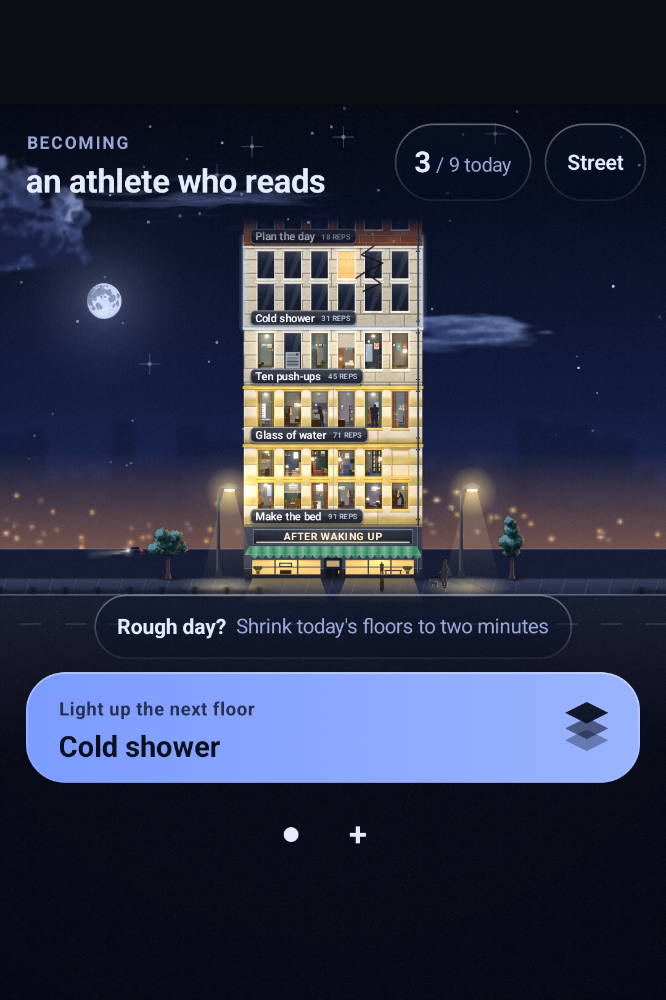 BECOMING
an athlete who reads
3 / 9 today
Street
Plan the day 18 REPS
Cold shower 31 REPS
Ten push-ups 45 REPS
Glass of water 71 REPS
Make the bed 91 REPS
AFTER WAKING UP
Rough day? Shrink today's floors to two minutes
Light up the next floor
Cold shower